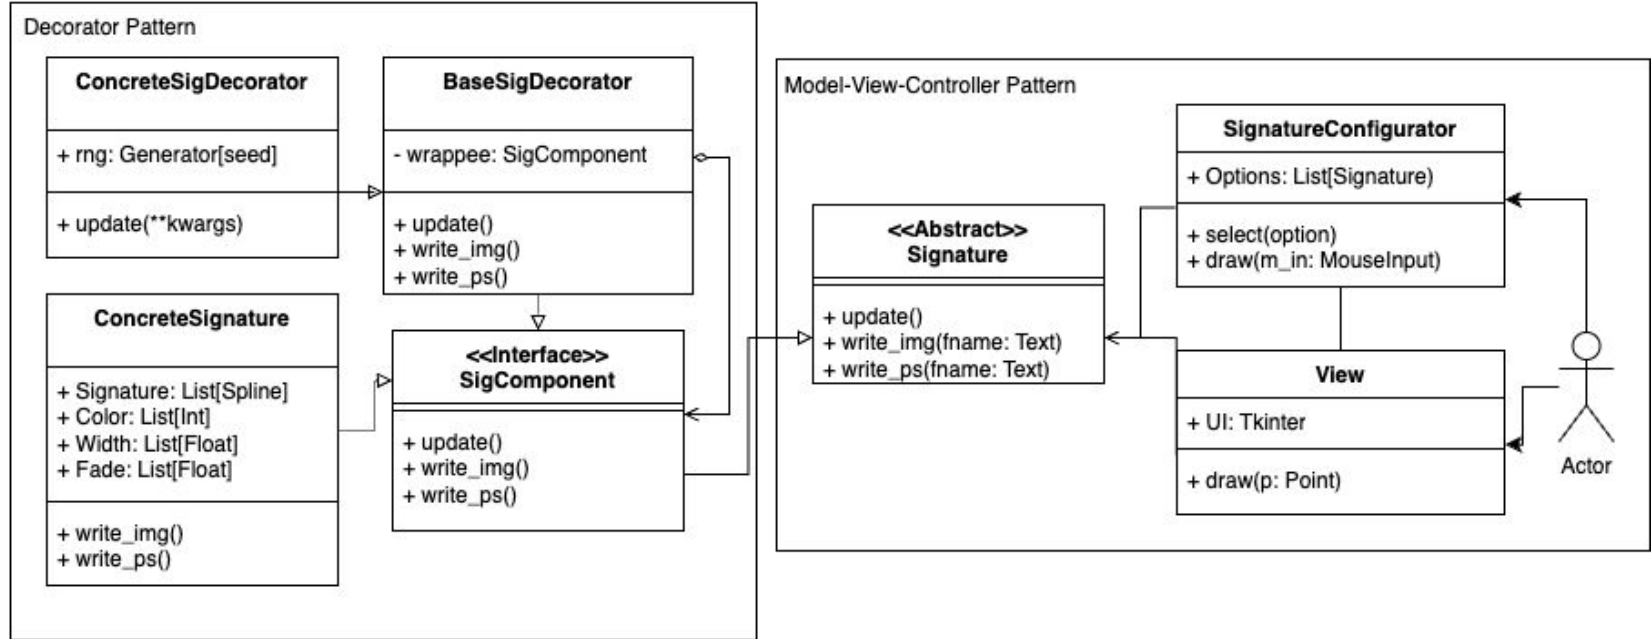 Decorator Pattern
ConcreteSigDecorator
+ rng: Generator[seed]
+ update(**kwargs)
BaseSigDecorator
- wrappee: SigComponent
+ update()
+ write_img()
+ write_ps()
ConcreteSignature
+ Signature: List[Spline]
+ Color: List[Int]
+ Width: List[Float]
+ Fade: List[Float]
+ write_img()
+ write_ps()
<<Interface>>
SigComponent
+ update()
+ write_img()
+ write_ps()
Model-View-Controller Pattern
<<Abstract>>
Signature
+ update()
+ write_img(fname: Text)
+ write_ps(fname: Text)
SignatureConfigurator
+ Options: List[Signature)
+ select(option)
+ draw(m_in: MouseInput)
View
+ UI: Tkinter
+ draw(p: Point)
Actor